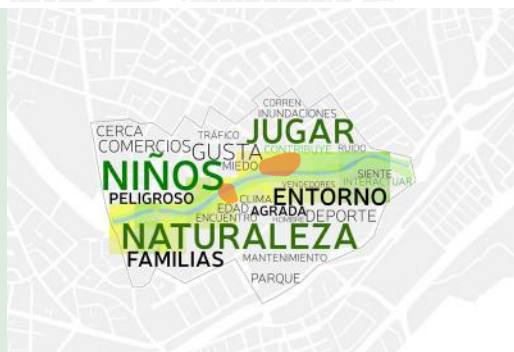 CORREN
INUNDACIONES
CERCA
TRÁFICO
JUGAR
COMERCIOS
GUSTA
CONTRIBUYE
RUIDO
MIEDO
NIÑOS
SIENTE
VENDEDORES
INTERACTUAR
PELIGROSO
CLIMA
ENTORNO
EDAD
AGRADA
ENCUENTRO
HOMBRE
DEPORTE
NATURALEZA
FAMILIAS
MANTENIMIENTO
PARQUE